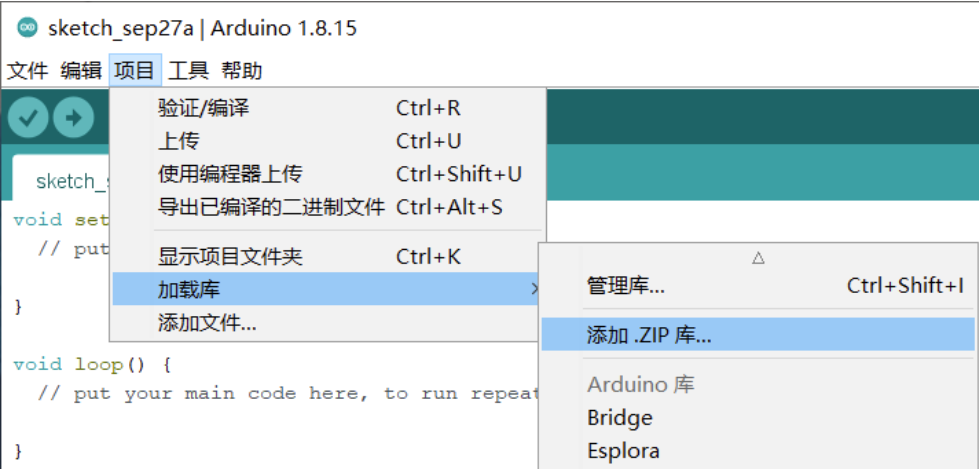 sketch_sep27a | Arduino 1.8.15
文件 编辑 项目 工具 帮助
验证/编译 Ctrl+R
上传 Ctrl+U
使用编程器上传 Ctrl+Shift+U
导出已编译的二进制文件 Ctrl+Alt+S
显示项目文件夹 Ctrl+K
加载库
添加文件...
管理库... Ctrl+Shift+I
添加 .ZIP 库...
Arduino 库
Bridge
Esplora
sketch_
void set
// put
}
void loop() {
// put your main code here, to run repeat
}